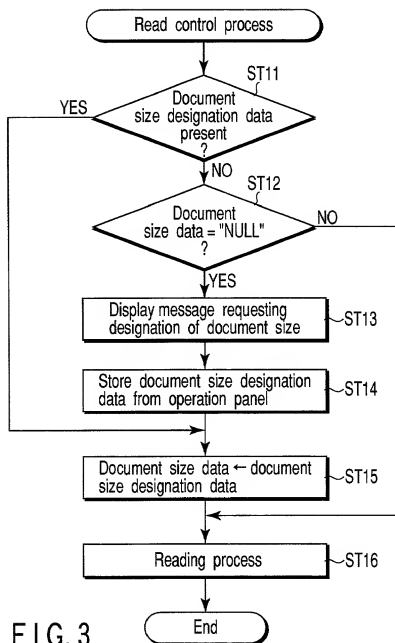 Read control process
ST11
YES
Document
size designation data
present
?
NO
ST12
Document
size data = "NULL"
?
NO
YES
Display message requesting
designation of document size
ST13
Store document size designation
data from operation panel
ST14
Document size data ← document
size designation data
ST15
Reading process
ST16
End
FIG. 3